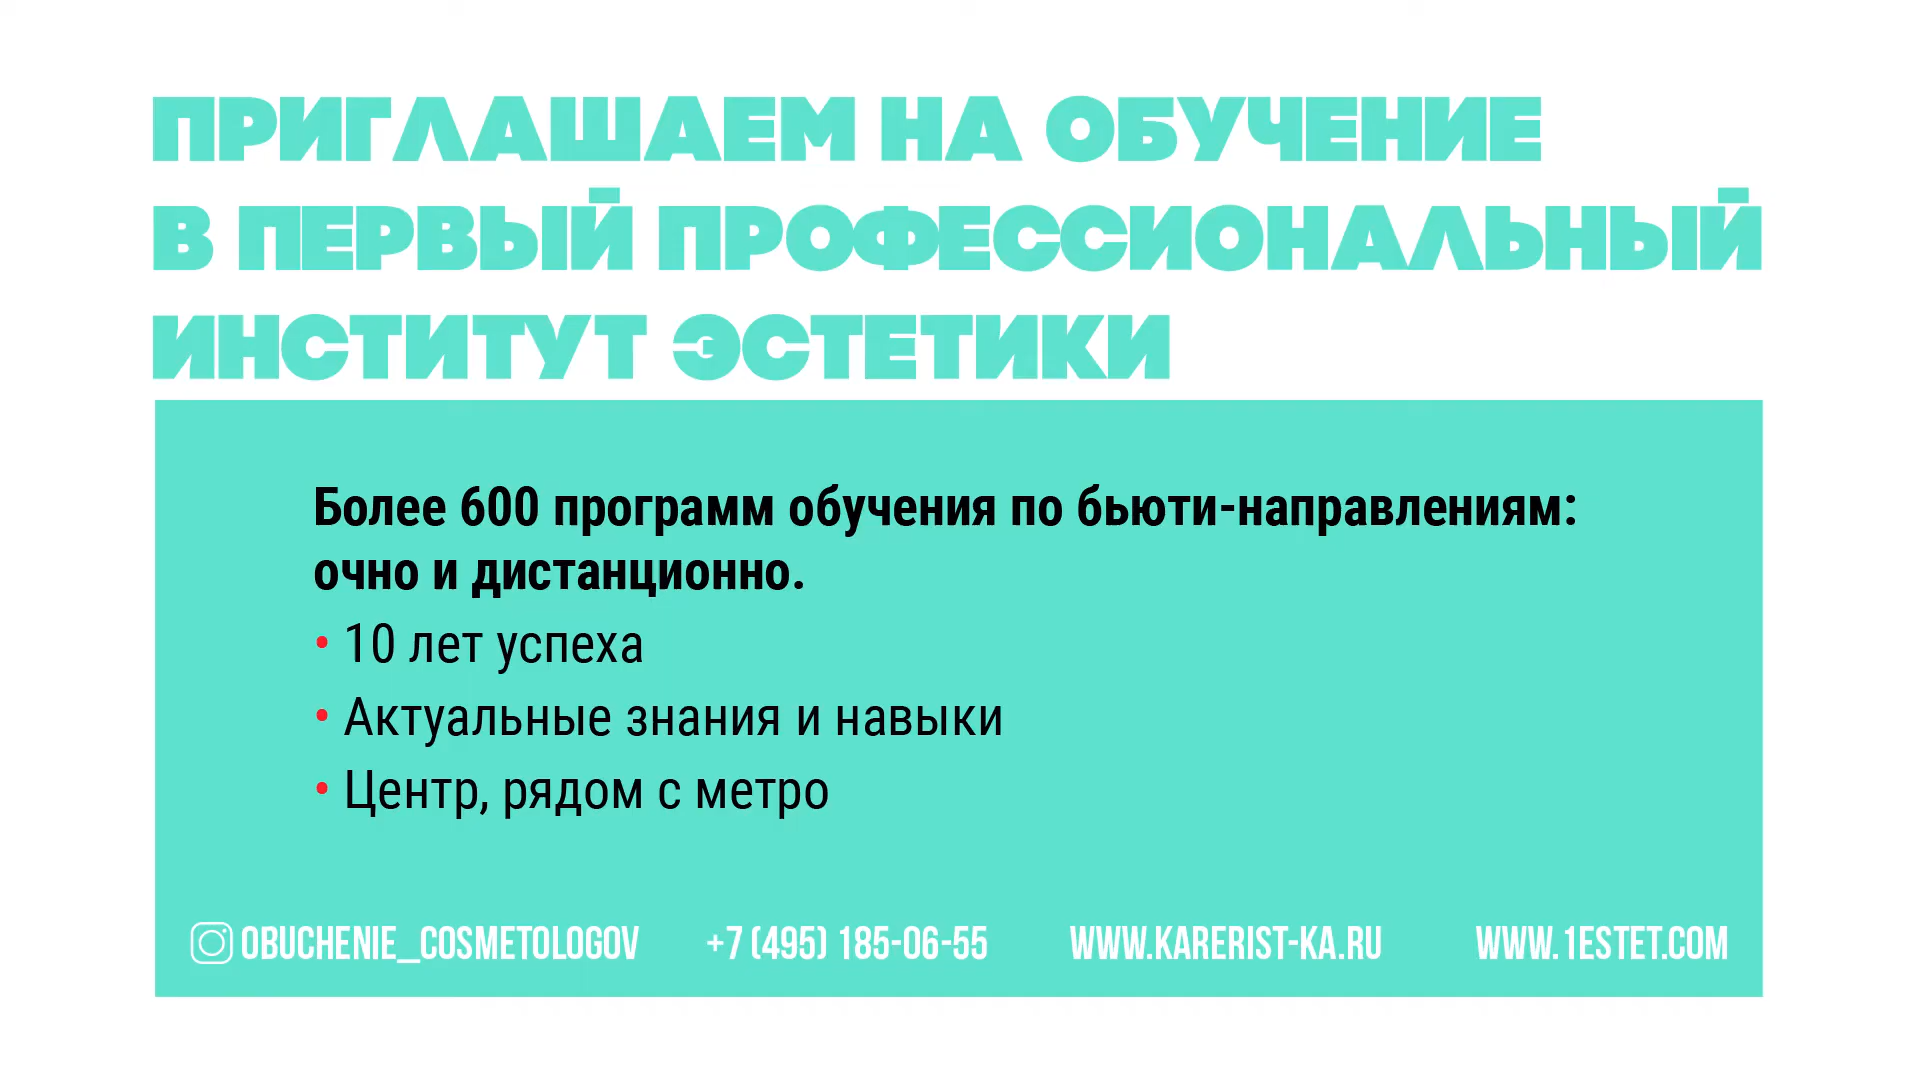 ПРИГЛАШАЕМ НА ОБУЧЕНИЕ
В ПЕРВЫЙ ПРОФЕССИОНАЛЬНЫЙ
ИНСТИТУТ ЭСТЕТИКИ
Более 600 программ обучения по бьюти-направлениям:
очно и дистанционно.
• 10 лет успеха
• Актуальные знания и навыки
• Центр, рядом с метро
OBUCHENIE_COSMETOLOGOV +7 (495) 185-06-55 WWW.KARERIST-KA.RU WWW.1ESTET.COM